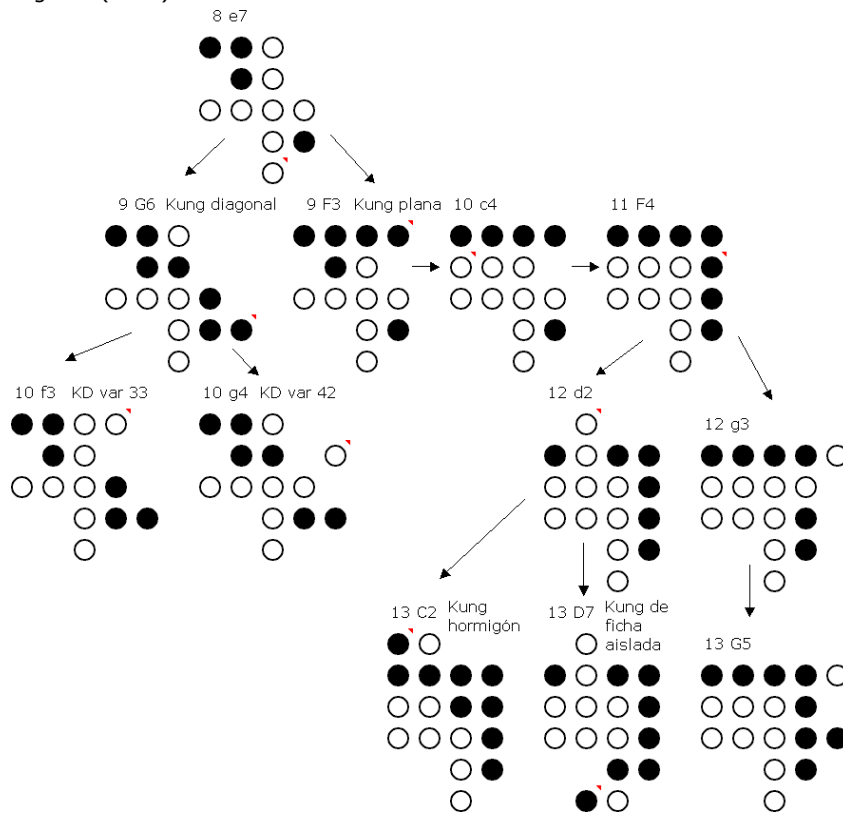 8 e7
9 G6 Kung diagonal
9 F3 Kung plana
10 c4
11 F4
10 f3 KD var 33
10 g4 KD var 42
12 d2
12 g3
13 C2 Kung
hormigón
13 D7 Kung de
ficha
aislada
13 G5